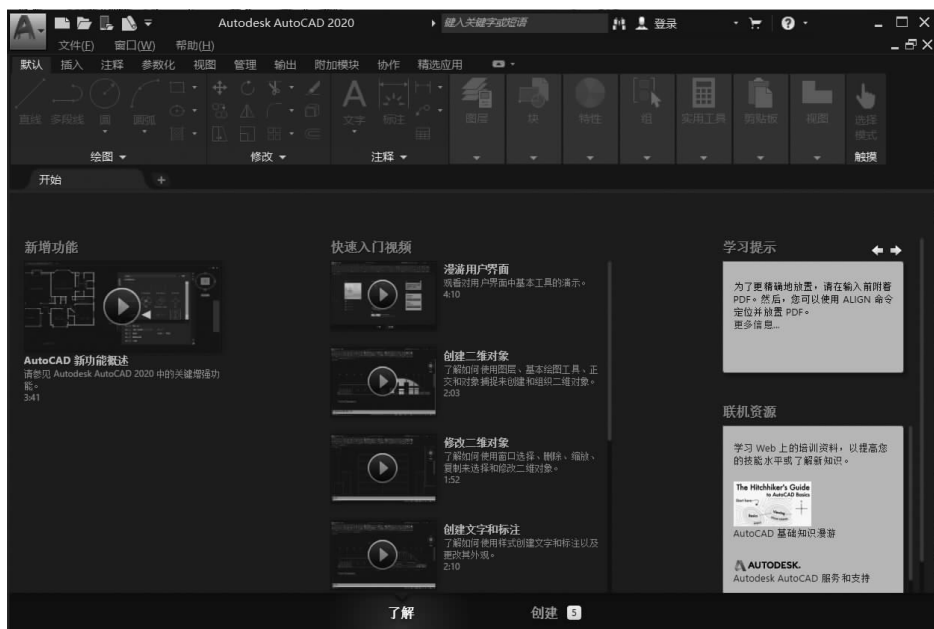 Autodesk AutoCAD 2020
键入关键字或短语
登录
文件(F) 窗口(W) 帮助(H)
默认 插入 注释 参数化 视图 管理 输出 附加模块 协作 精选应用
直线 多段线 圆 圆弧 文字 标注 图层 块 特性 组 实用工具 剪贴板 视图 选择模式
绘图 修改 注释 触摸
开始
新增功能
AutoCAD 新功能概述
请参见 Autodesk AutoCAD 2020 中的关键增强功
能。
3:41
快速入门视频
漫游用户界面
观看对用户界面中基本工具的演示。
4:10
创建二维对象
了解如何使用图层、基本绘图工具、正
交和对象捕捉来创建和组织二维对象。
2:03
修改二维对象
了解如何使用窗口选择、删除、缩放、
复制来选择和修改二维对象。
1:52
创建文字和标注
了解如何使用样式创建文字和标注以及
更改其外观。
2:10
学习提示
为了更精确地放置，请在输入前附着
PDF。然后，您可以使用 ALIGN 命令
定位并放置 PDF。
更多信息...
联机资源
学习 Web 上的培训资料，以提高您
的技能水平或了解新知识。
The Hitchhiker's Guide
to AutoCAD Basics
AutoCAD 基础知识漫游
AUTODESK.
Autodesk AutoCAD 服务和支持
了解 创建 5